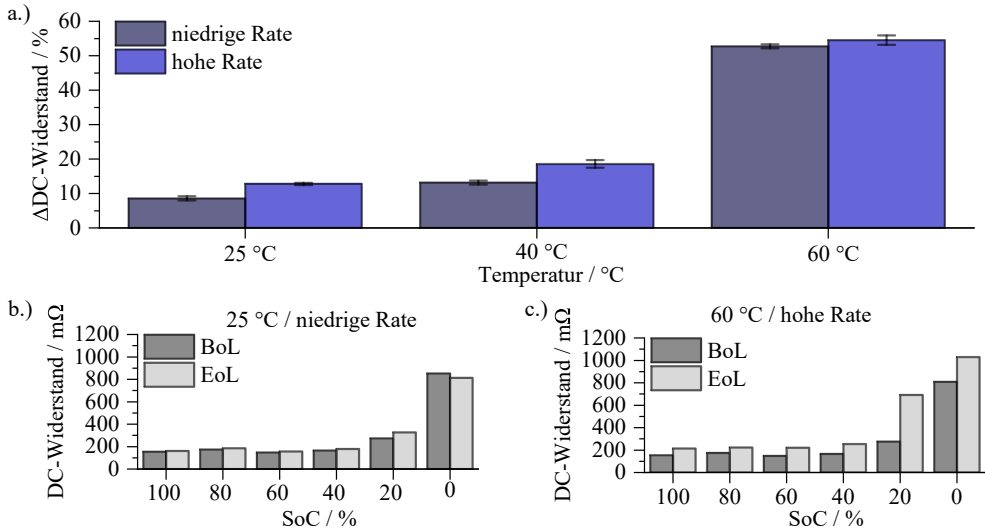 a.)
ΔDC-Widerstand / %
60
50
40
30
20
10
0
niedrige Rate
hohe Rate
25 °C
40 °C
60 °C
Temperatur / °C
b.)
25 °C / niedrige Rate
DC-Widerstand / mΩ
1200
1000
800
600
400
200
0
BoL
EoL
100 80 60 40 20 0
SoC / %
c.)
60 °C / hohe Rate
DC-Widerstand / mΩ
1200
1000
800
600
400
200
0
BoL
EoL
100 80 60 40 20 0
SoC / %